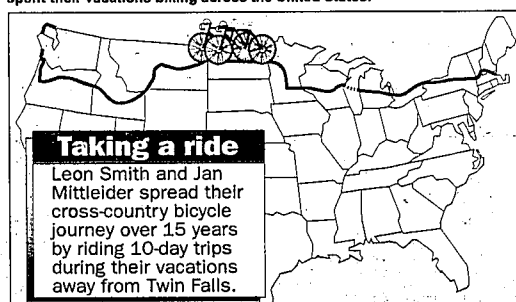 spent their vacations biking across the United States.
Taking a ride
Leon Smith and Jan
Mittleider spread their
cross-country bicycle
journey over 15 years
by riding 10-day trips
during their vacations
away from Twin Falls.